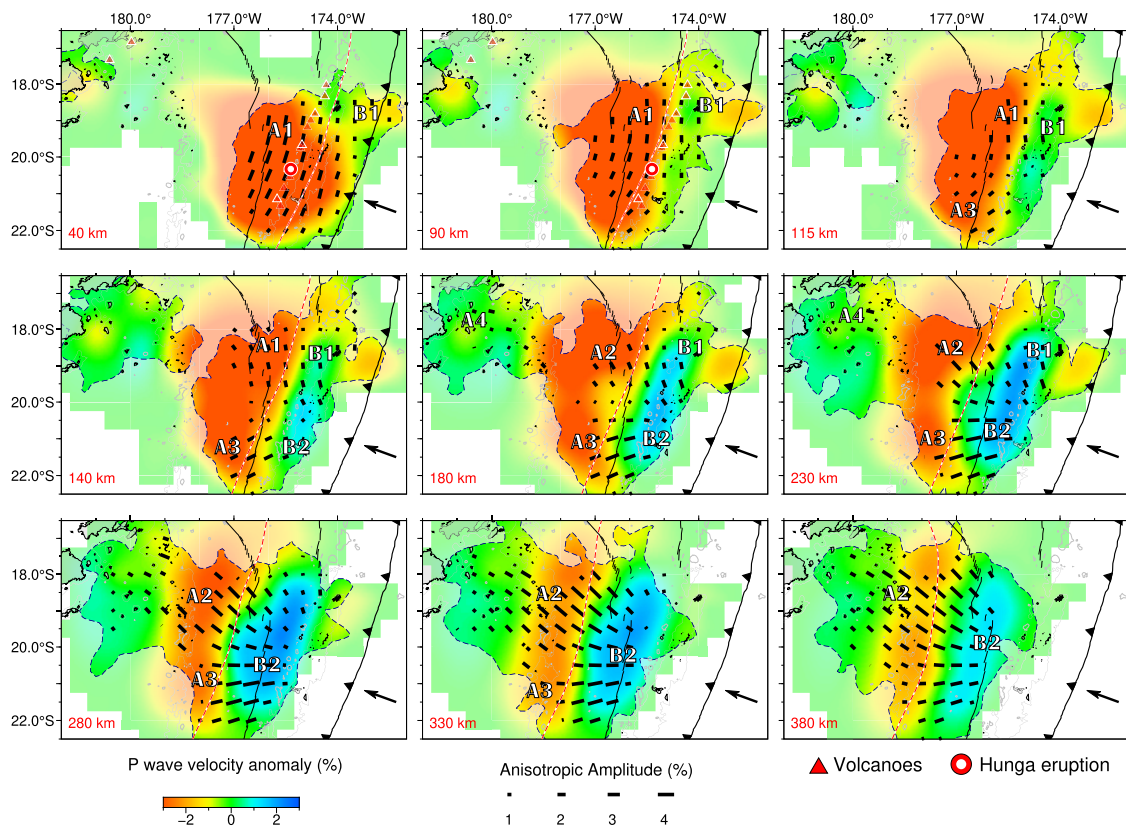 180.0° 177.0°W 174.0°W 180.0° 177.0°W 174.0°W 180.0° 177.0°W 174.0°W
18.0°S
20.0°S
22.0°S
A1
B1
40 km
A1
B1
90 km
A1
B1
A3
115 km
18.0°S
20.0°S
22.0°S
A1
B1
A3
B2
140 km
A4
A2
B1
A3
B2
180 km
A4
A2
B1
A3
B2
230 km
18.0°S
20.0°S
22.0°S
A2
B2
A3
280 km
A2
B2
A3
330 km
A2
B2
380 km
P wave velocity anomaly (%)
−2 0 2
Anisotropic Amplitude (%)
1 2 3 4
Volcanoes
Hunga eruption